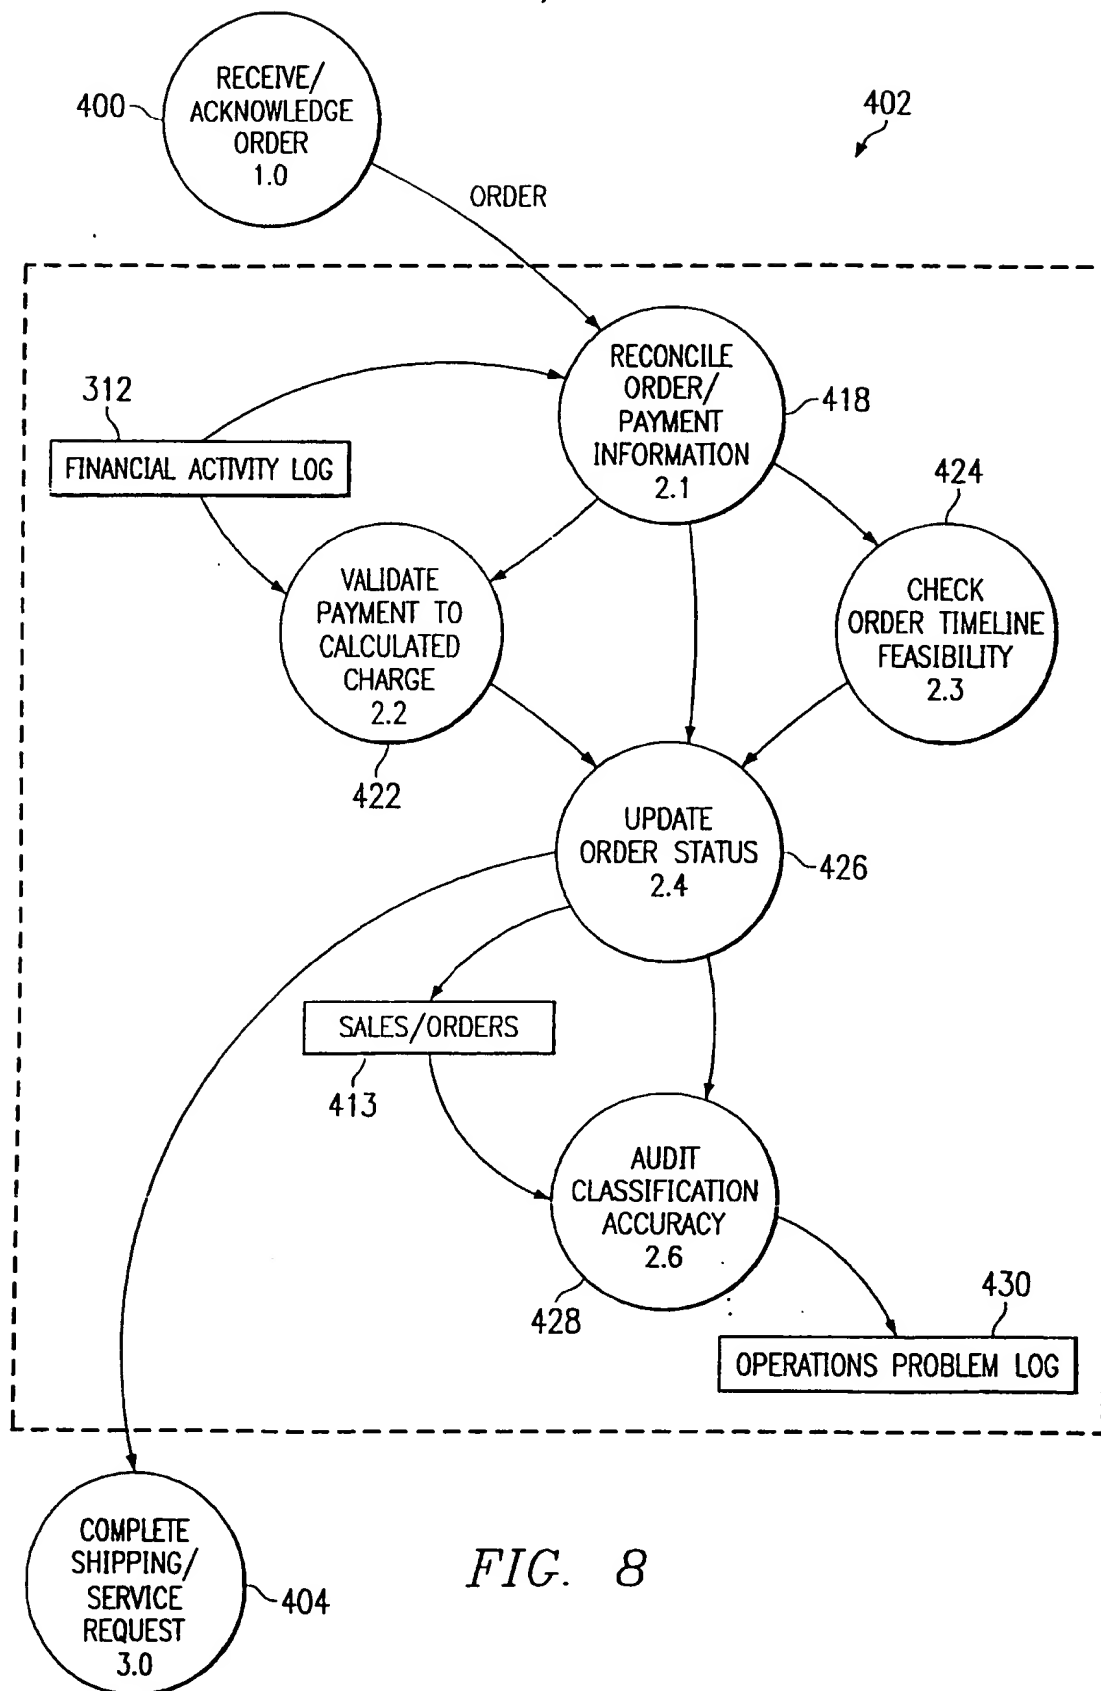 RECEIVE/
ACKNOWLEDGE
ORDER
1.0
400
402
ORDER
RECONCILE
ORDER/
PAYMENT
INFORMATION
2.1
418
312
FINANCIAL ACTIVITY LOG
424
VALIDATE
PAYMENT TO
CALCULATED
CHARGE
2.2
422
CHECK
ORDER TIMELINE
FEASIBILITY
2.3
UPDATE
ORDER STATUS
2.4
426
SALES/ORDERS
413
AUDIT
CLASSIFICATION
ACCURACY
2.6
428
430
OPERATIONS PROBLEM LOG
COMPLETE
SHIPPING/
SERVICE
REQUEST
3.0
404
FIG. 8